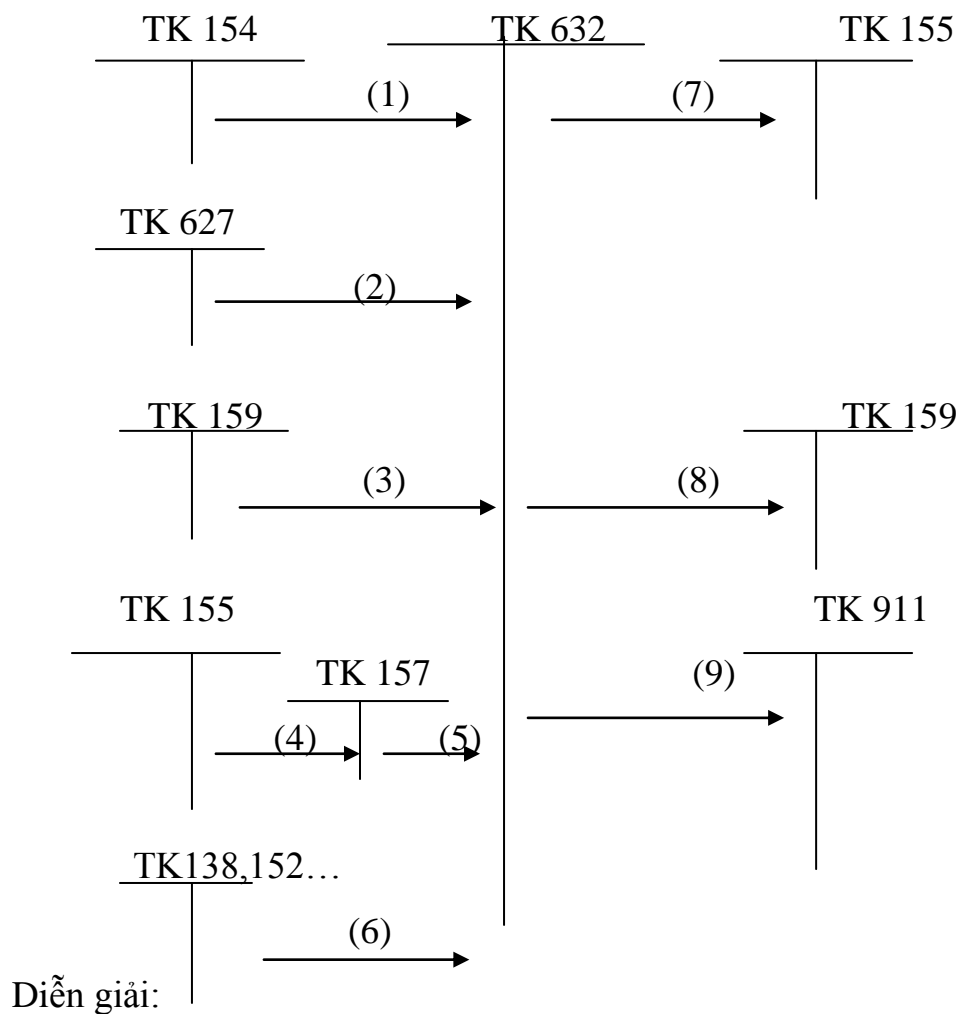 TK 154 TK 632 TK 155
(1) (7)
TK 627
(2)
TK 159 TK 159
(3) (8)
TK 155 TK 911
TK 157 (9)
(4) (5)
TK138,152…
(6)
Diễn giải: